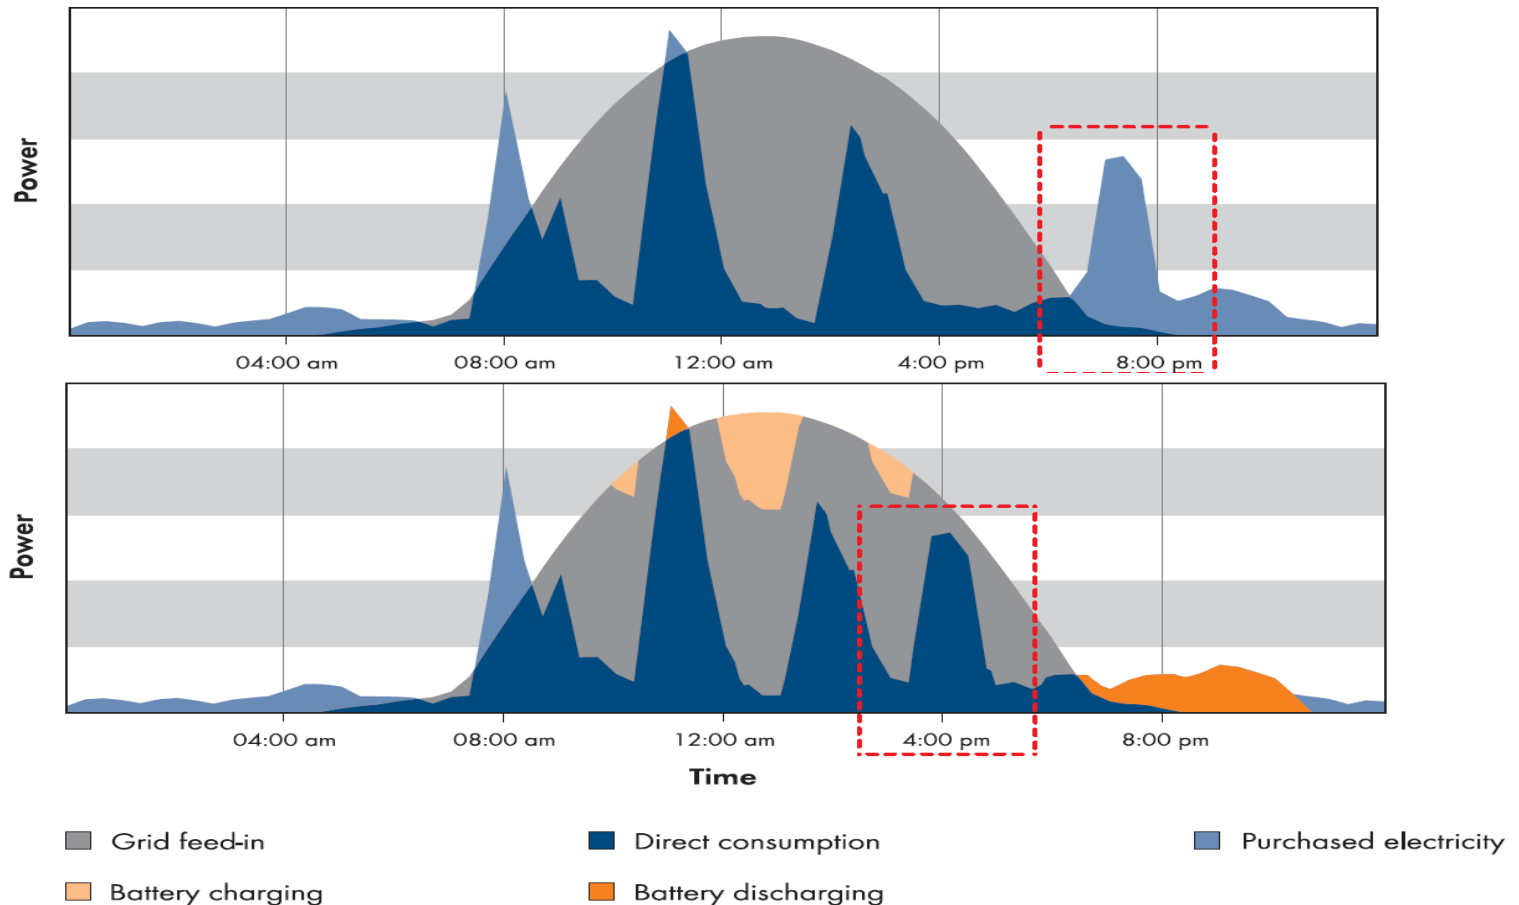 Power
04:00 am 08:00 am 12:00 am 4:00 pm 8:00 pm
Power
04:00 am 08:00 am 12:00 am 4:00 pm 8:00 pm
Time
Grid feed-in Direct consumption Purchased electricity
Battery charging Battery discharging